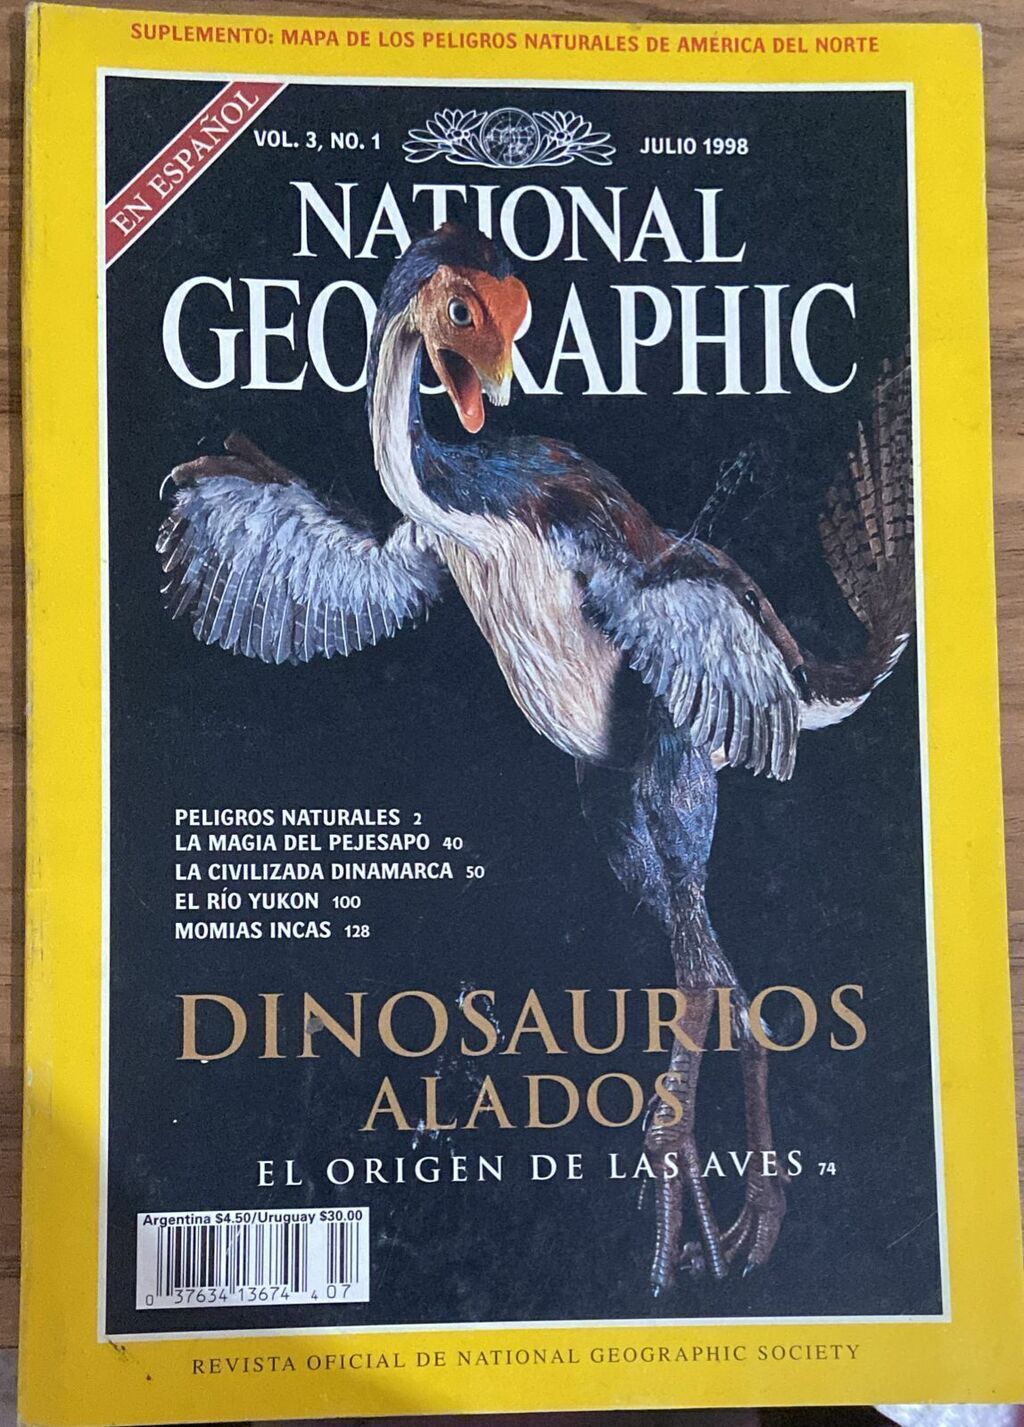 SUPLEMENTO: MAPA DE LOS PELIGROS NATURALES DE AMÉRICA DEL NORTE
EN ESPAÑOL
VOL. 3, NO. 1
JULIO 1998
NATIONAL
GEOGRAPHIC
PELIGROS NATURALES 2
LA MAGIA DEL PEJESAPO 40
LA CIVILIZADA DINAMARCA 50
EL RÍO YUKON 100
MOMIAS INCAS 128
DINOSAURIOS
ALADOS
EL ORIGEN DE LAS AVES 74
Argentina $4.50/Uruguay $30.00
0 37634 13674 4 07
REVISTA OFICIAL DE NATIONAL GEOGRAPHIC SOCIETY